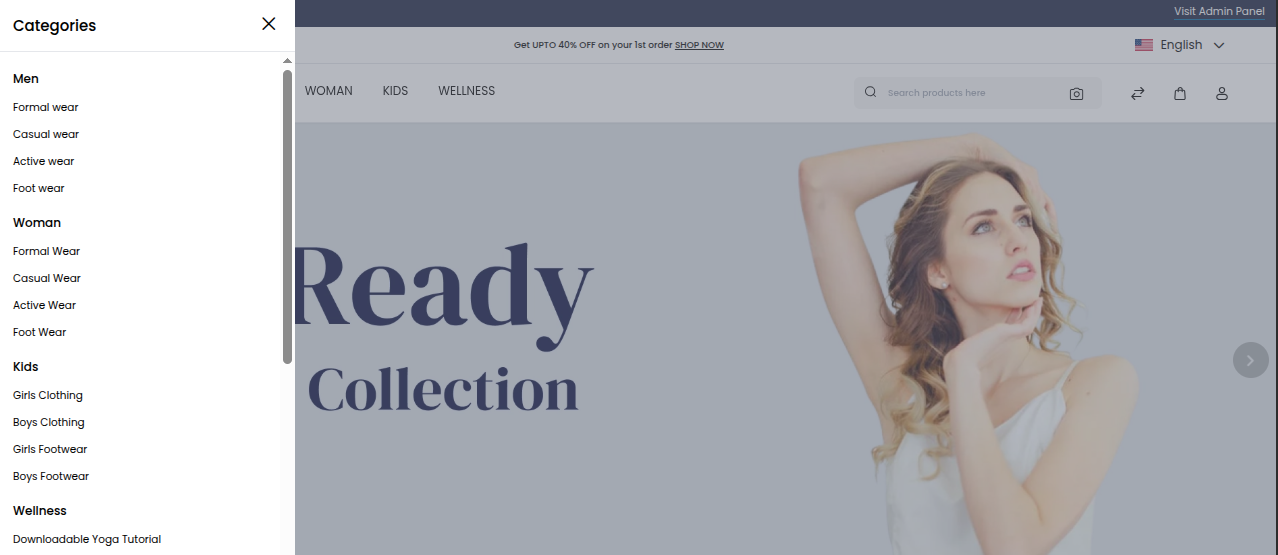 Visit Admin Panel
Get UPTO 40% OFF on your 1st order SHOP NOW
English
WOMAN KIDS WELLNESS
Search products here
Ready
Collection
Categories
Men
Formal wear
Casual wear
Active wear
Foot wear
Woman
Formal Wear
Casual Wear
Active Wear
Foot Wear
Kids
Girls Clothing
Boys Clothing
Girls Footwear
Boys Footwear
Wellness
Downloadable Yoga Tutorial